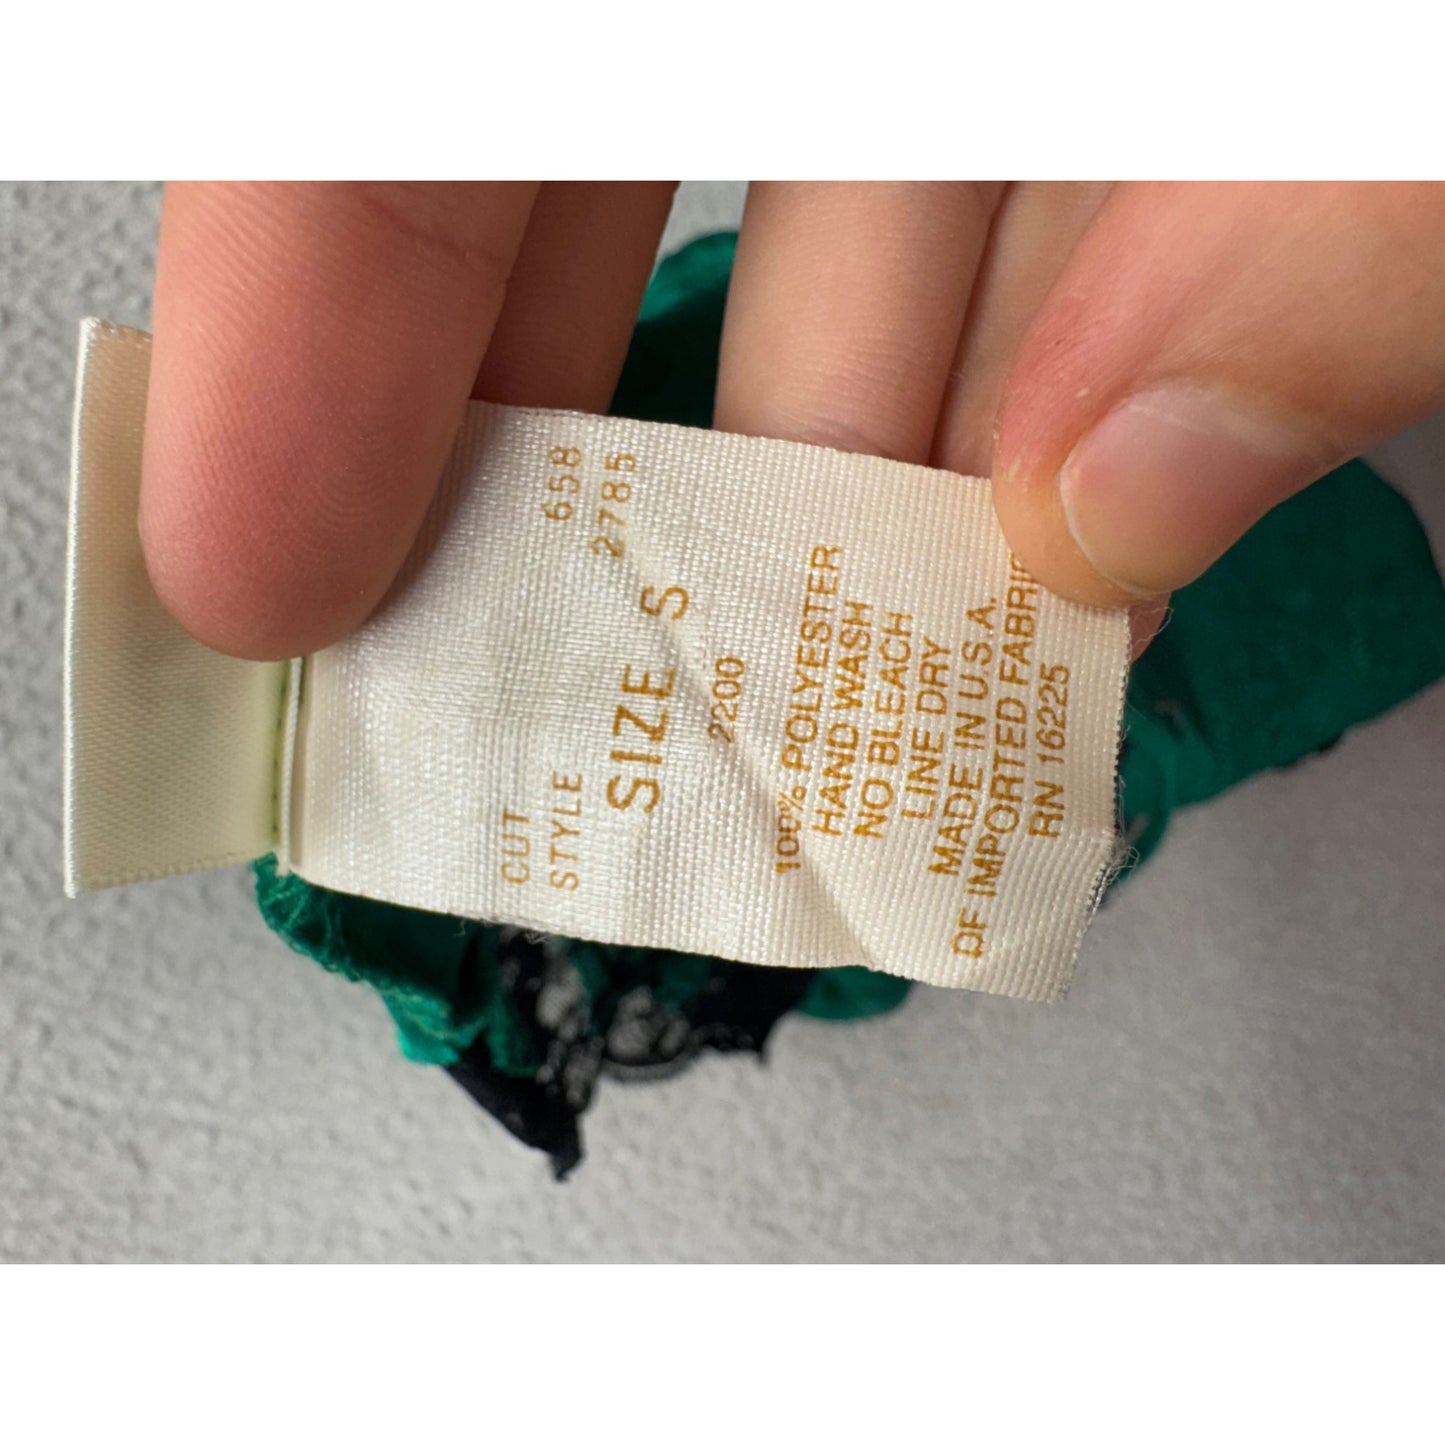 CUT 658
STYLE 2785
SIZE S
2200
100% POLYESTER
HAND WASH
NO BLEACH
LINE DRY
MADE IN U.S.A.
OF IMPORTED FABRIC
RN 16225